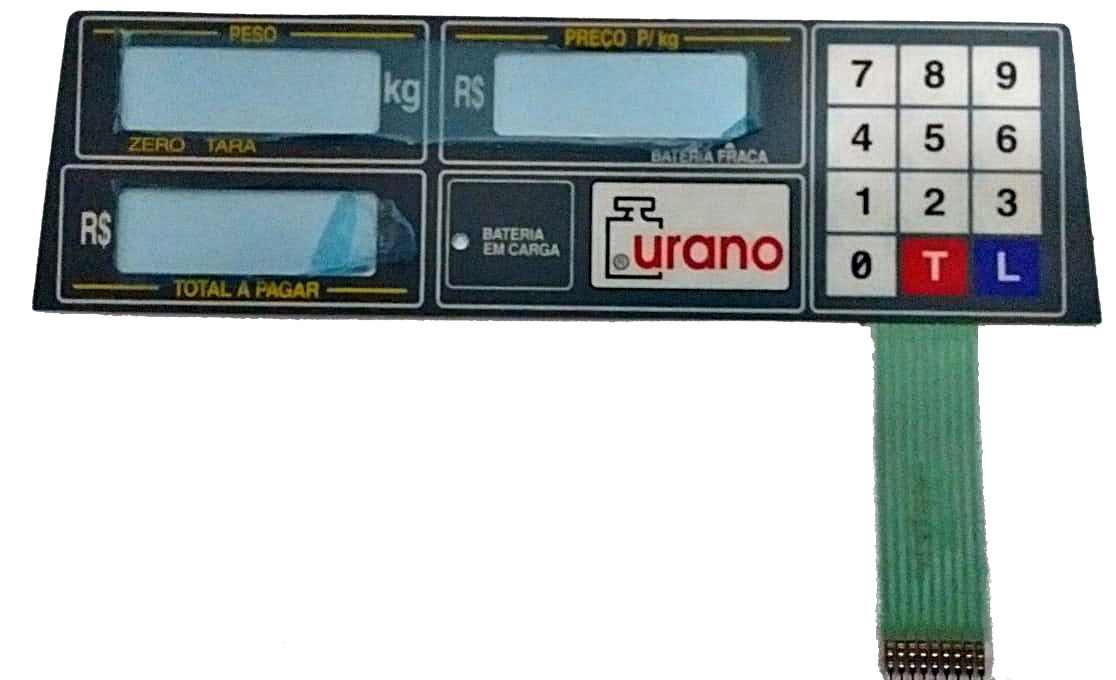 PESO
kg
ZERO TARA
PREÇO P/ kg
R$
BATERIA FRACA
R$
TOTAL A PAGAR
BATERIA
EM CARGA
® urano
7 8 9
4 5 6
1 2 3
0 T L